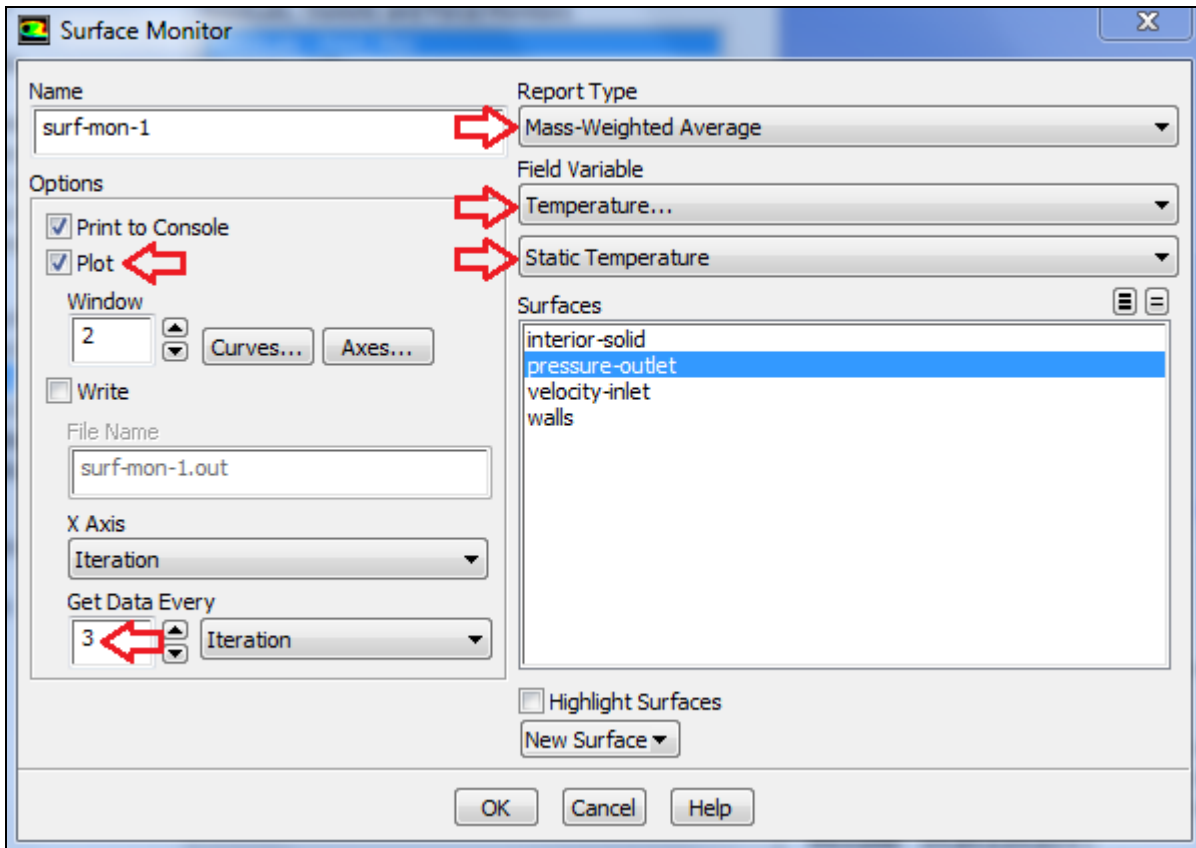 Surface Monitor
Name
surf-mon-1
Options
Print to Console
Plot
Window
2
Curves...
Axes...
Write
File Name
surf-mon-1.out
X Axis
Iteration
Get Data Every
3
Iteration
Report Type
Mass-Weighted Average
Field Variable
Temperature...
Static Temperature
Surfaces
interior-solid
pressure-outlet
velocity-inlet
walls
Highlight Surfaces
New Surface
OK
Cancel
Help